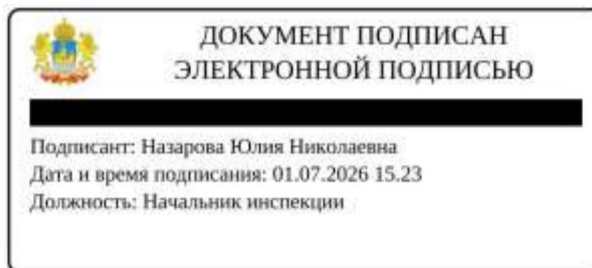 ДОКУМЕНТ ПОДПИСАН
ЭЛЕКТРОННОЙ ПОДПИСЬЮ
Подписант: Назарова Юлия Николаевна
Дата и время подписания: 01.07.2026 15.23
Должность: Начальник инспекции